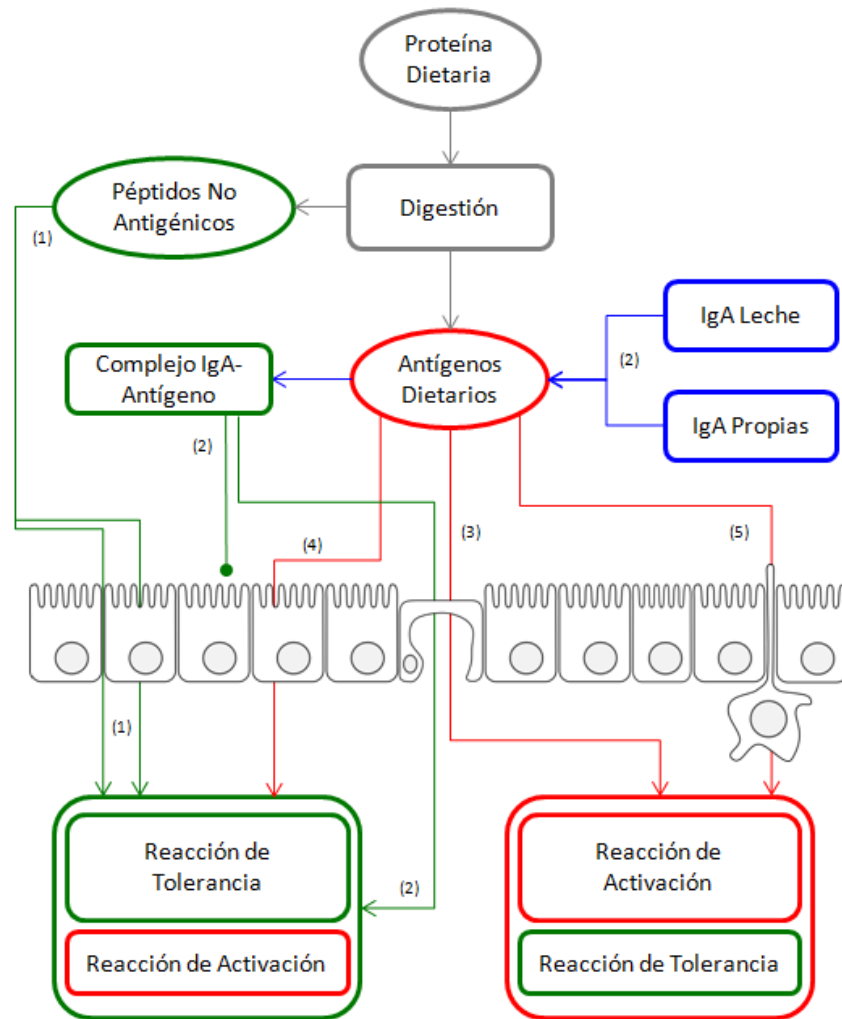 Proteína
Dietaria
Péptidos No
Antigénicos
Digestión
(1)
IgA Leche
Complejo IgA-
Antígeno
Antígenos
Dietarios
(2)
IgA Propias
(2)
(4)
(3)
(5)
(1)
Reacción de
Tolerancia
Reacción de
Activación
(2)
Reacción de Activación
Reacción de Tolerancia